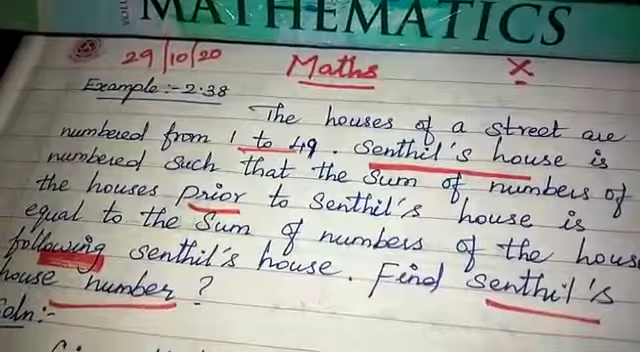 MATHEMATICS
29/10/20 Maths X
Example:-2.38
The houses of a street are
numbered from 1 to 49. Senthil's house is
numbered such that the sum of numbers of
the houses prior to Senthil's house is
equal to the sum of numbers of the hous
following Senthil's house. Find Senthil's
house number?
Soln:-